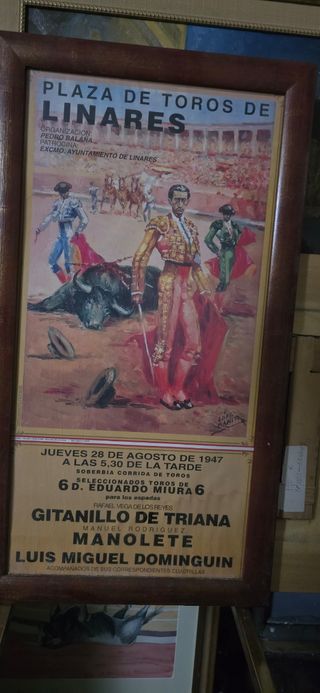 PLAZA DE TOROS DE
LINARES
ORGANIZACION:
PEDRO BALAÑA
PATROCINA:
EXCMO. AYUNTAMIENTO DE LINARES
JUEVES 28 DE AGOSTO DE 1947
A LAS 5,30 DE LA TARDE
SOBERBIA CORRIDA DE TOROS
SELECCIONADOS TOROS DE
6 D. EDUARDO MIURA 6
para los espadas
RAFAEL VEGA DE LOS REYES
GITANILLO DE TRIANA
MANUEL RODRIGUEZ
MANOLETE
LUIS MIGUEL DOMINGUIN
ACOMPAÑADOS DE SUS CORRESPONDIENTES CUADRILLAS